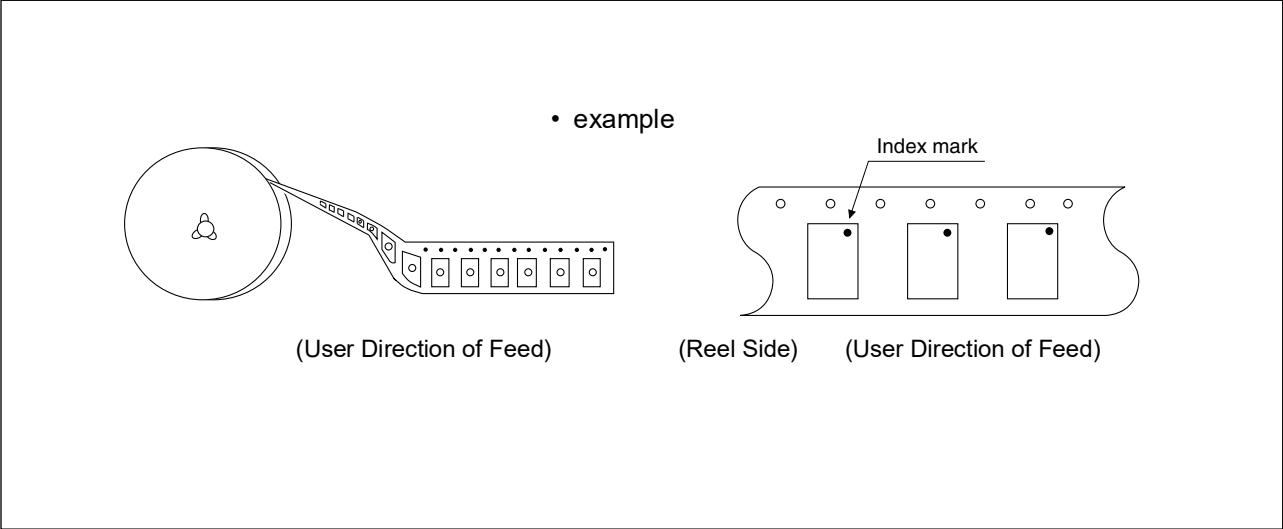 • example
Index mark
(User Direction of Feed)
(Reel Side)
(User Direction of Feed)